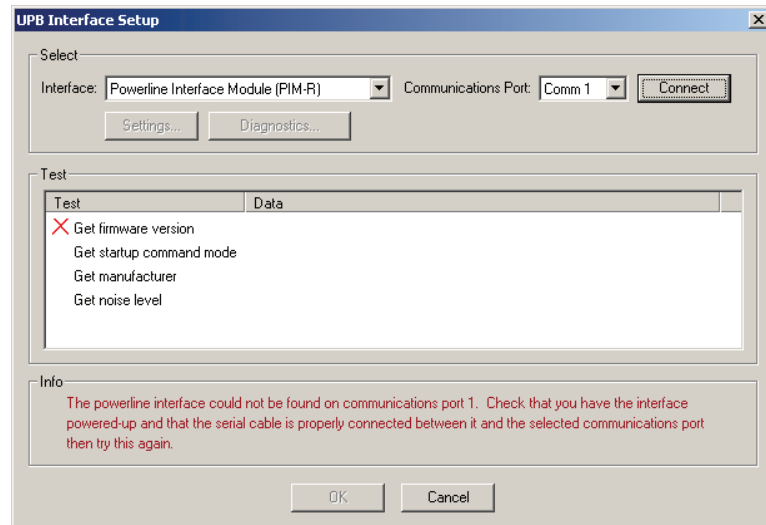 UPB Interface Setup
Select
Interface: Powerline Interface Module (PIM-R) Communications Port: Comm 1 Connect
Settings... Diagnostics...
Test
Test Data
Get firmware version
Get startup command mode
Get manufacturer
Get noise level
Info
The powerline interface could not be found on communications port 1. Check that you have the interface
powered-up and that the serial cable is properly connected between it and the selected communications port
then try this again.
OK Cancel